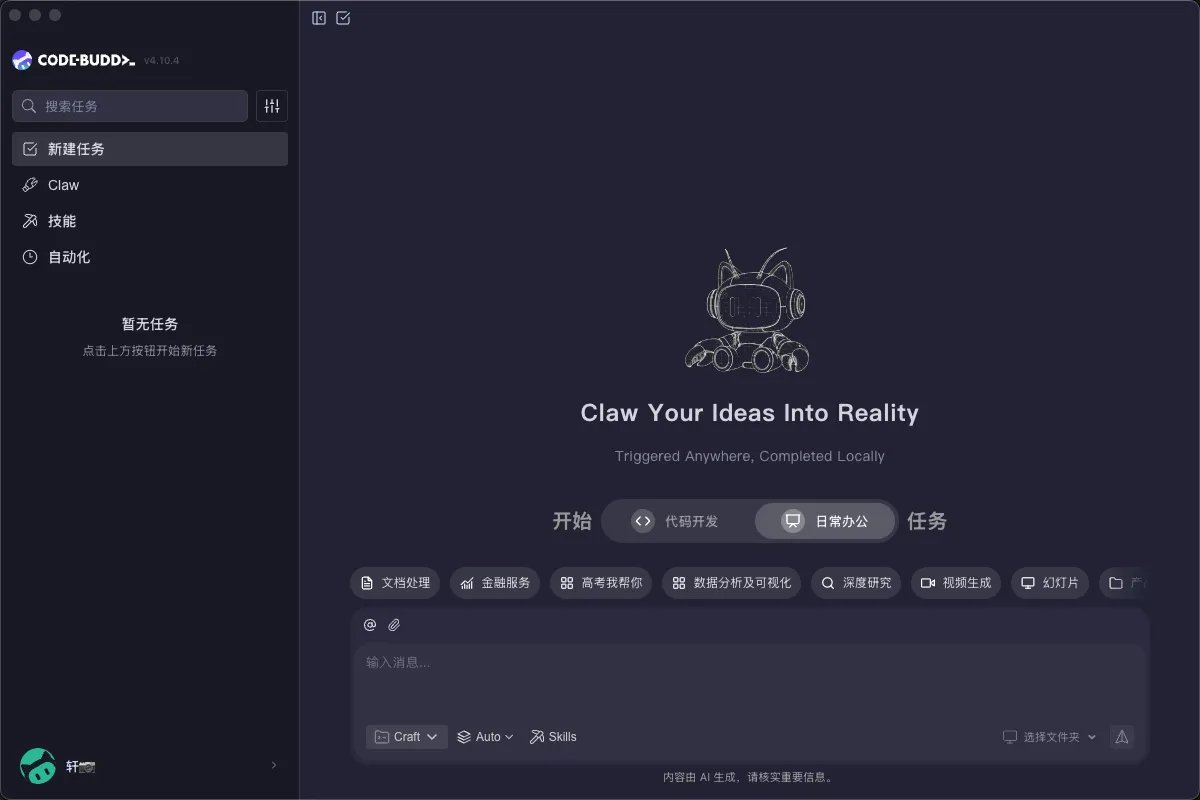 CODE-BUDD>_ v4.10.4
搜索任务
新建任务
Claw
技能
自动化
暂无任务
点击上方按钮开始新任务
Claw Your Ideas Into Reality
Triggered Anywhere, Completed Locally
开始 代码开发 日常办公 任务
文档处理 金融服务 高考我帮你 数据分析及可视化 深度研究 视频生成 幻灯片
@
输入消息...
Craft Auto Skills 选择文件夹
轩
内容由 AI 生成，请核实重要信息。